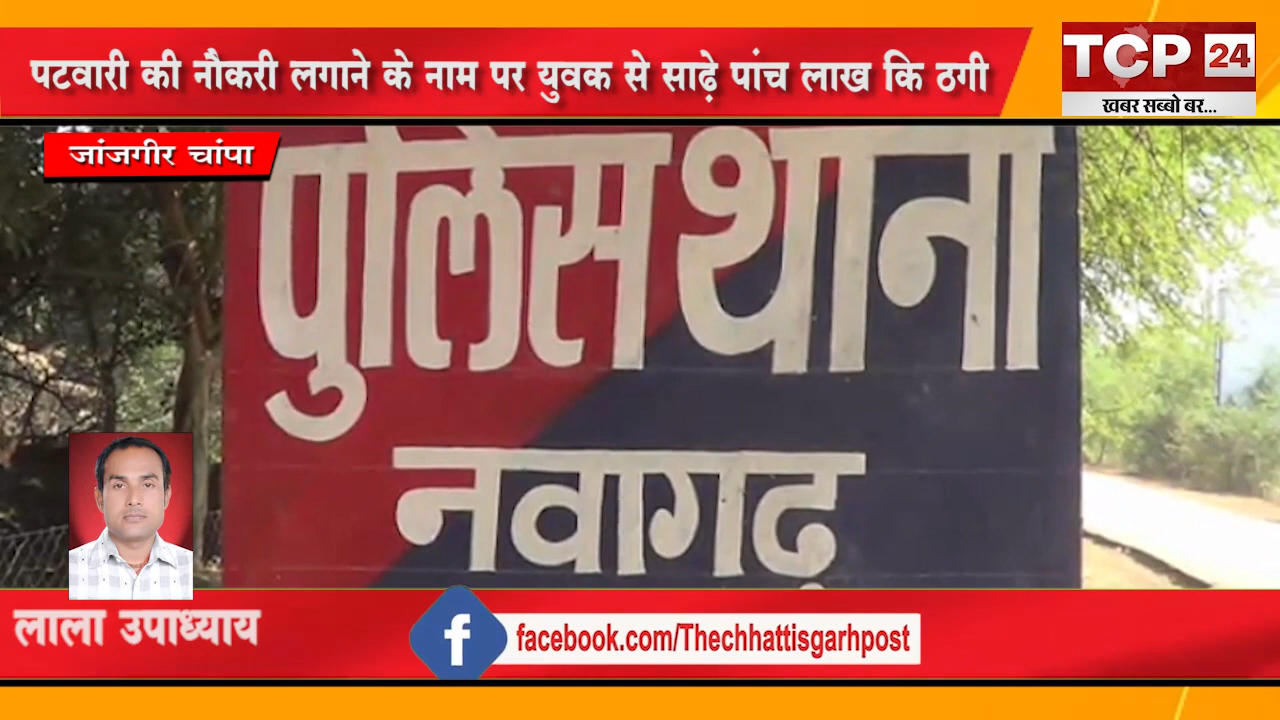 पटवारी की नौकरी लगाने के नाम पर युवक से साढ़े पांच लाख कि ठगी
TCP 24
खबर सब्बो बर...
जांजगीर चांपा
पुलिस थाना
नवागढ़
लाला उपाध्याय
f facebook.com/Thechhattisgarhpost